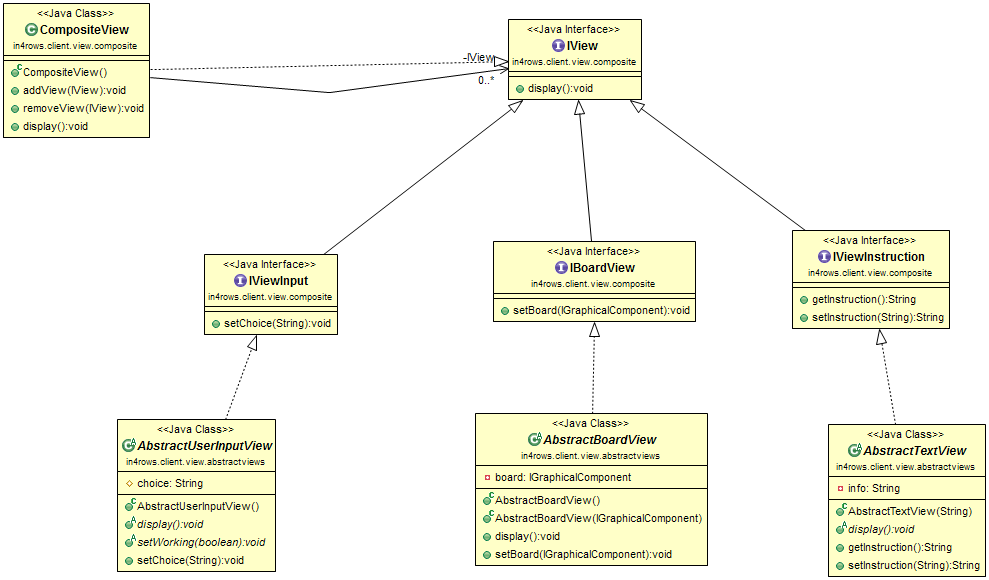 <<Java Class>>
CompositeView
in4rows.client.view.composite
CompositeView()
addView(IView):void
removeView(IView):void
display():void
-IView
0..*
<<Java Interface>>
IView
in4rows.client.view.composite
display():void
<<Java Interface>>
IViewInput
in4rows.client.view.composite
setChoice(String):void
<<Java Interface>>
IBoardView
in4rows.client.view.composite
setBoard(IGraphicalComponent):void
<<Java Interface>>
IViewInstruction
in4rows.client.view.composite
getInstruction():String
setInstruction(String):String
<<Java Class>>
AbstractUserInputView
in4rows.client.view.abstractviews
choice: String
AbstractUserInputView()
display():void
setWorking(boolean):void
setChoice(String):void
<<Java Class>>
AbstractBoardView
in4rows.client.view.abstractviews
board: IGraphicalComponent
AbstractBoardView()
AbstractBoardView(IGraphicalComponent)
display():void
setBoard(IGraphicalComponent):void
<<Java Class>>
AbstractTextView
in4rows.client.view.abstractviews
info: String
AbstractTextView(String)
display():void
getInstruction():String
setInstruction(String):String